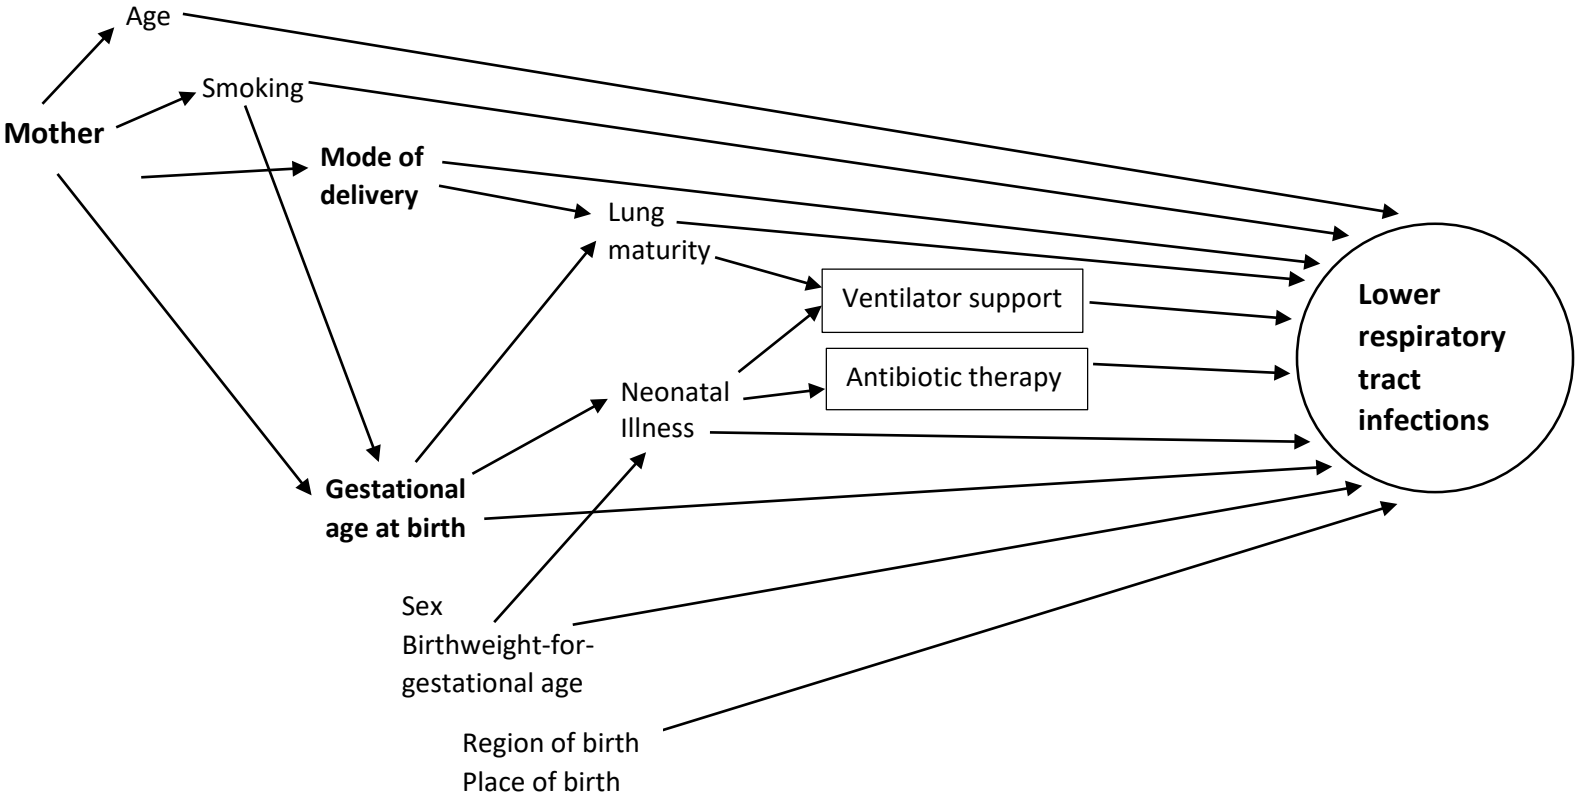 Age
Smoking
Mother
Mode of
delivery
Lung
maturity
Ventilator support
Antibiotic therapy
Neonatal
Illness
Lower
respiratory
tract
infections
Gestational
age at birth
Sex
Birthweight-for-
gestational age
Region of birth
Place of birth